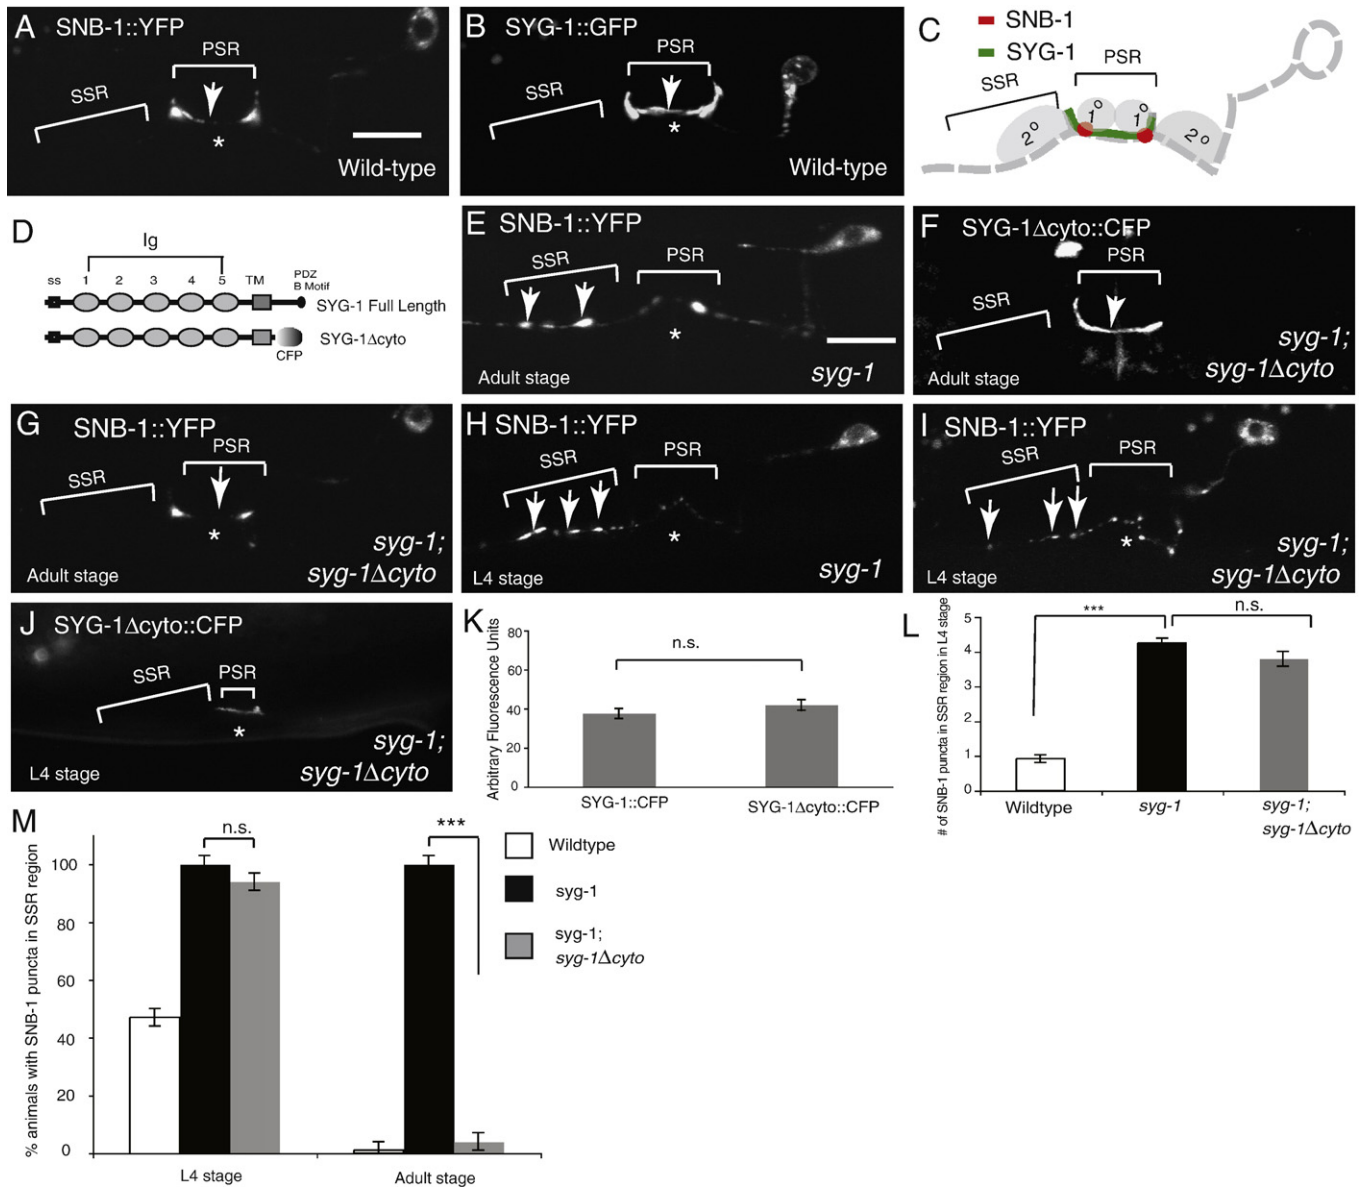 A SNB-1::YFP
PSR
SSR
*
Wild-type
B SYG-1::GFP
PSR
SSR
*
Wild-type
C
SNB-1
SYG-1
SSR
PSR
2° 1° 1° 2°
D
Ig
ss 1 2 3 4 5 TM PDZ
B Motif
SYG-1 Full Length
SYG-1Δcyto
CFP
E SNB-1::YFP
SSR
PSR
*
Adult stage
syg-1
F SYG-1Δcyto::CFP
PSR
SSR
syg-1;
syg-1Δcyto
Adult stage
G SNB-1::YFP
PSR
SSR
*
syg-1;
syg-1Δcyto
Adult stage
H SNB-1::YFP
SSR
PSR
*
L4 stage
syg-1
I SNB-1::YFP
SSR
PSR
*
syg-1;
syg-1Δcyto
L4 stage
J SYG-1Δcyto::CFP
SSR
PSR
*
syg-1;
syg-1Δcyto
L4 stage
K
Arbitrary Fluorescence Units
80
60
40
20
0
n.s.
SYG-1::CFP
SYG-1Δcyto::CFP
L
# of SNB-1 puncta in SSR region in L4 stage
5
4
3
2
1
0
***
n.s.
Wildtype
syg-1
syg-1;
syg-1Δcyto
M
% animals with SNB-1 puncta in SSR region
100
80
60
40
20
0
n.s.
***
L4 stage
Adult stage
Wildtype
syg-1
syg-1;
syg-1Δcyto